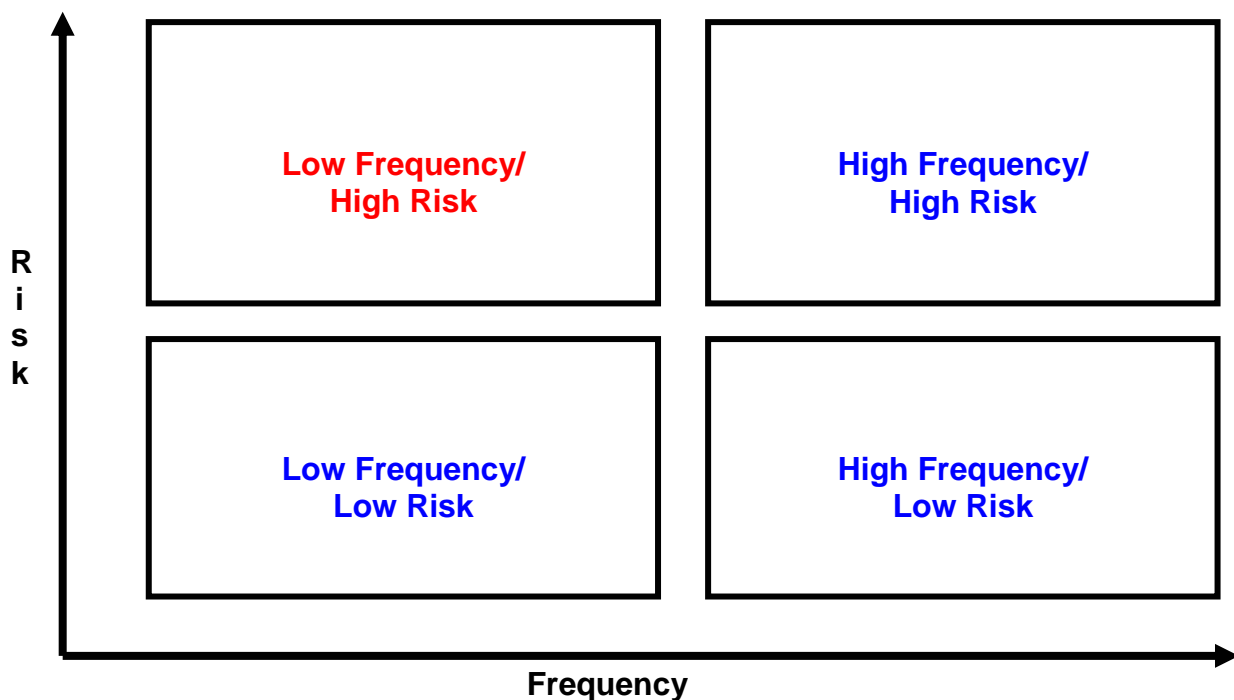 Low Frequency/
High Risk
High Frequency/
High Risk
R
i
s
k
Low Frequency/
Low Risk
High Frequency/
Low Risk
Frequency